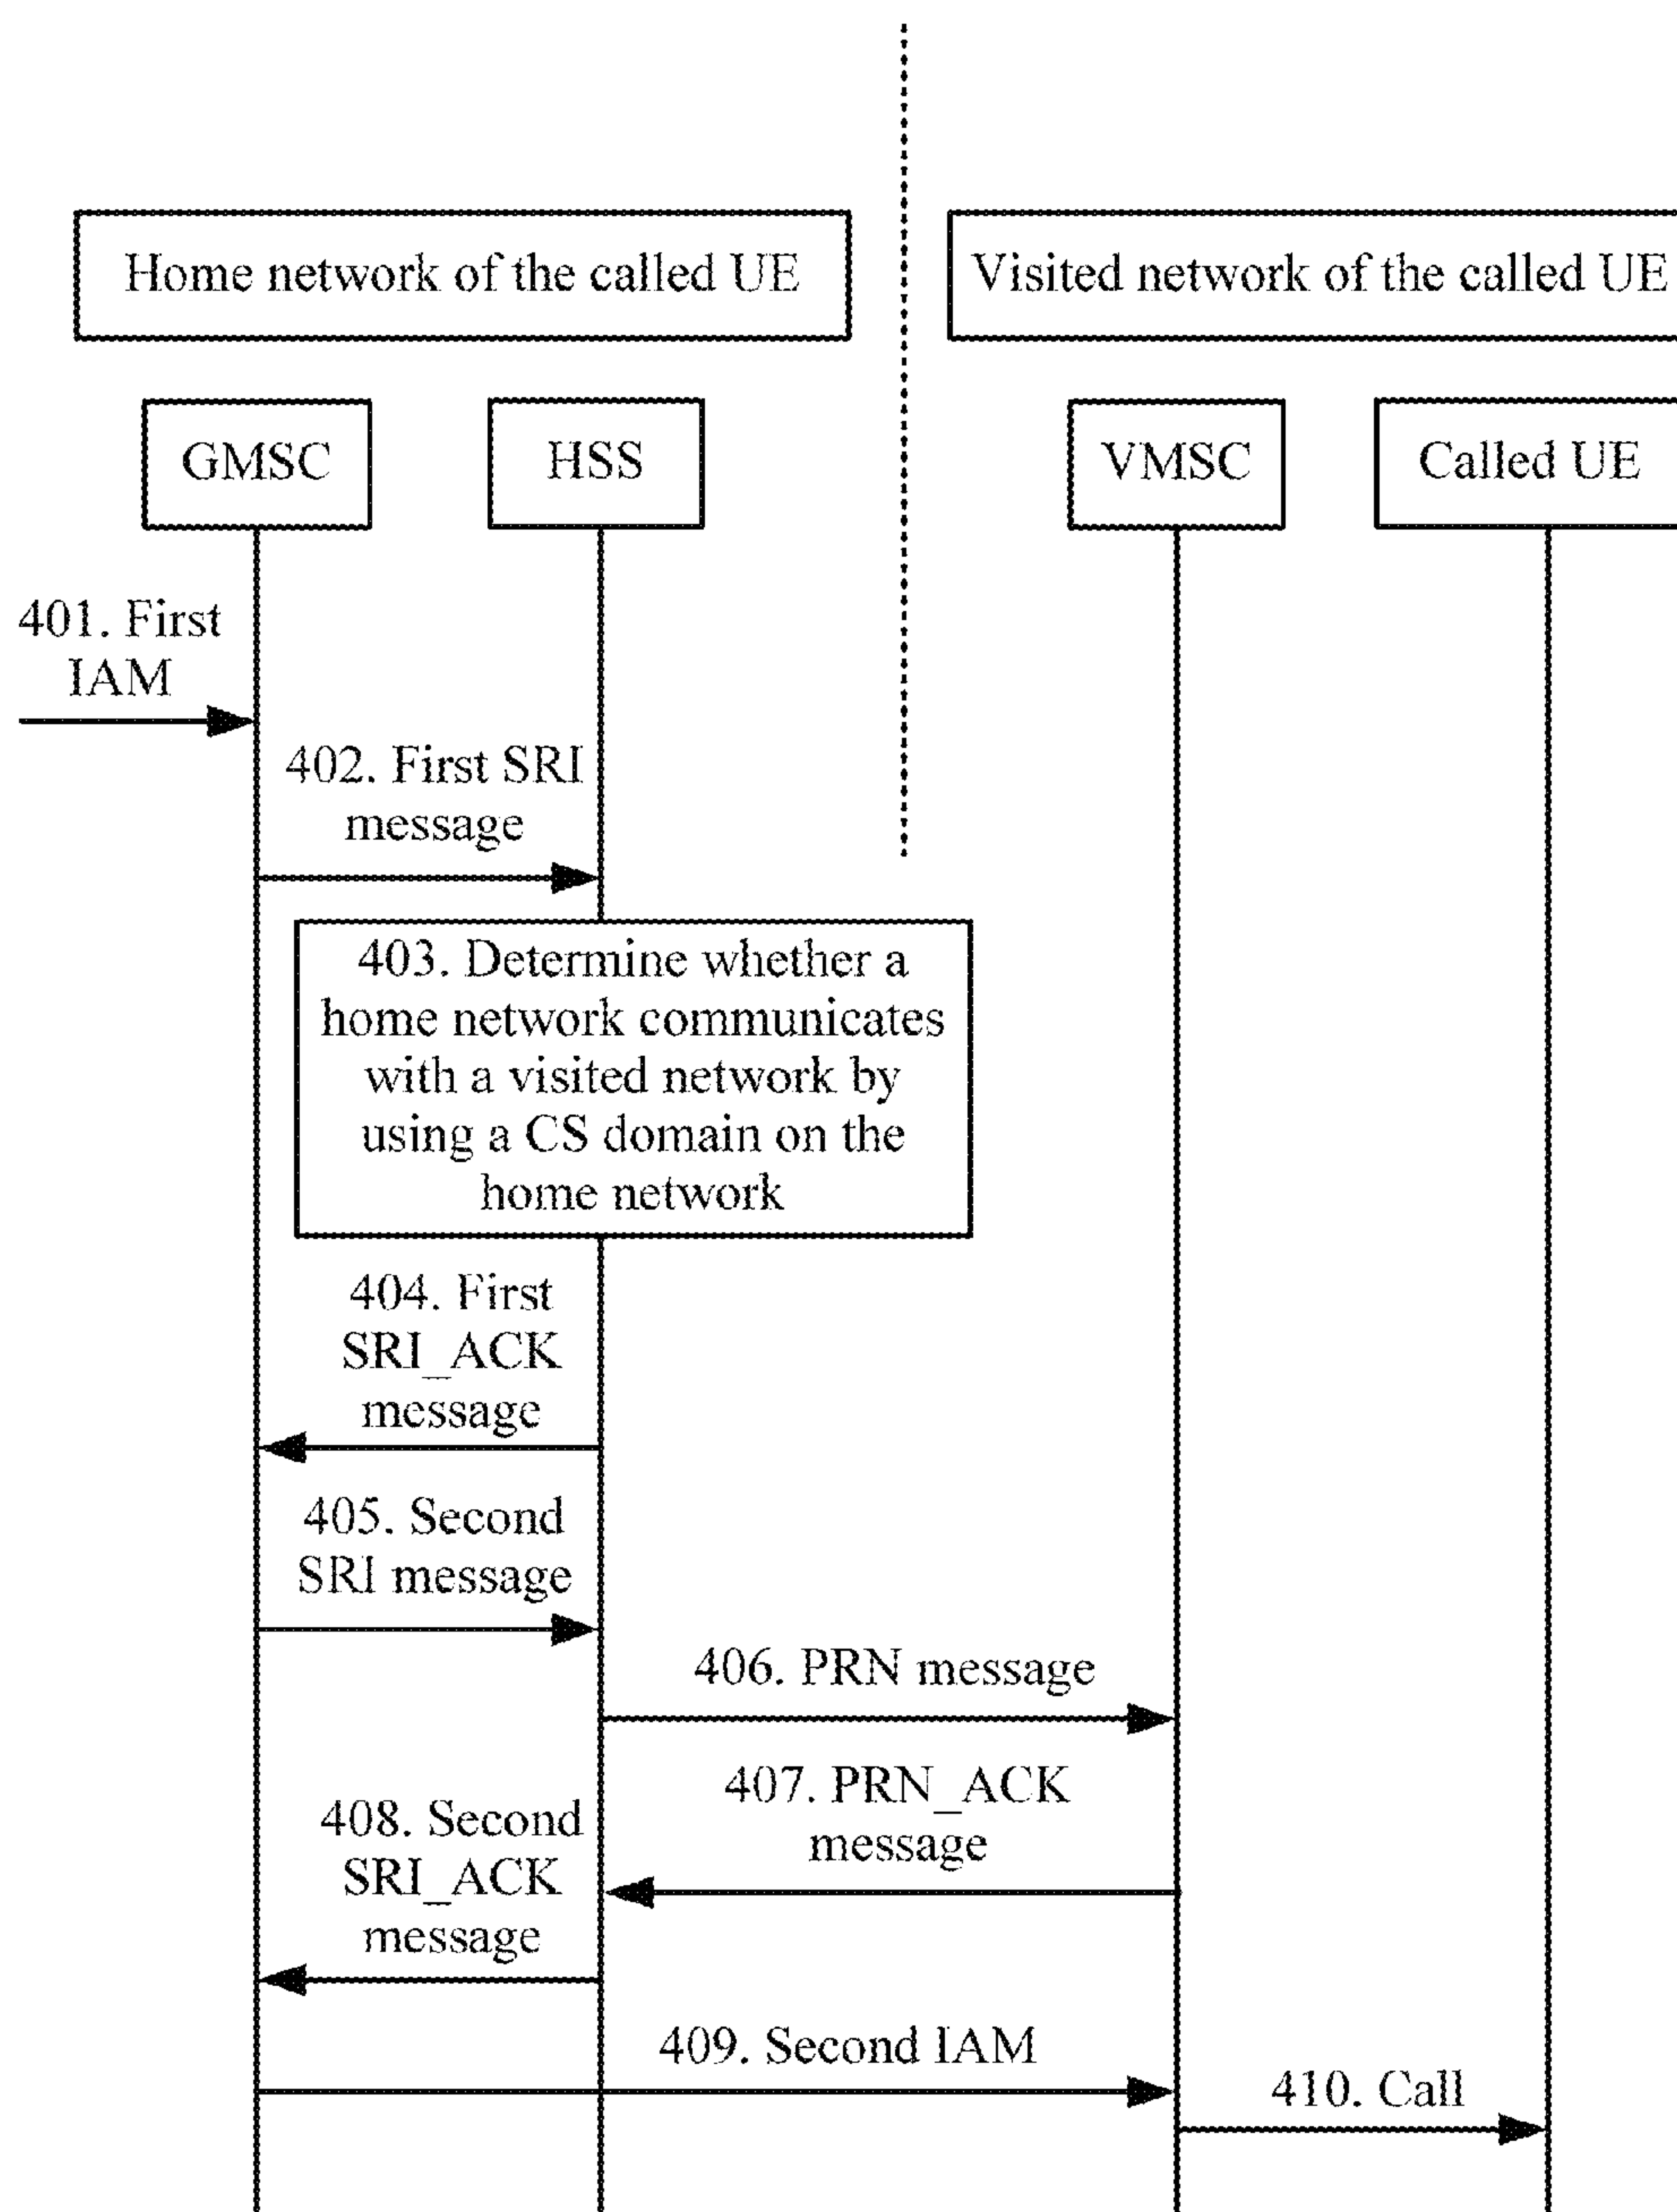 Home network of the called UE
Visited network of the called UE
GMSC
HSS
VMSC
Called UE
401. First
IAM
402. First SRI
message
403. Determine whether a
home network communicates
with a visited network by
using a CS domain on the
home network
404. First
SRI_ACK
message
405. Second
SRI message
406. PRN message
407. PRN_ACK
message
408. Second
SRI_ACK
message
409. Second IAM
410. Call